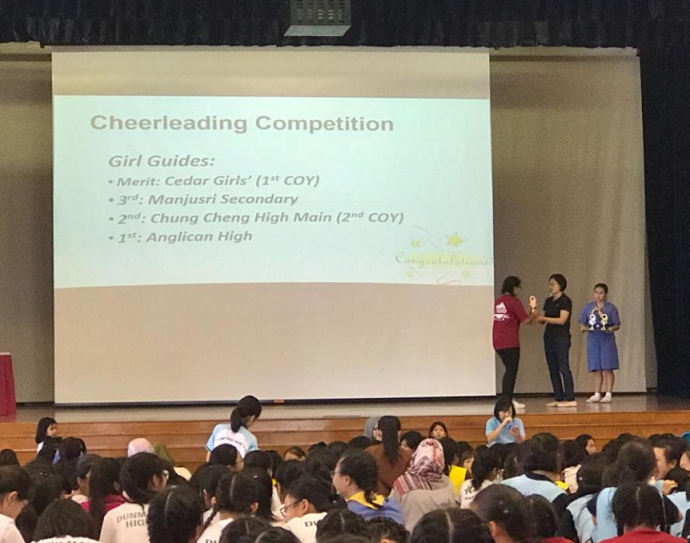 Cheerleading Competition
Girl Guides:
• Merit: Cedar Girls' (1st COY)
• 3rd: Manjusri Secondary
• 2nd: Chung Cheng High Main (2nd COY)
• 1st: Anglican High
Congratulations!
HIGH